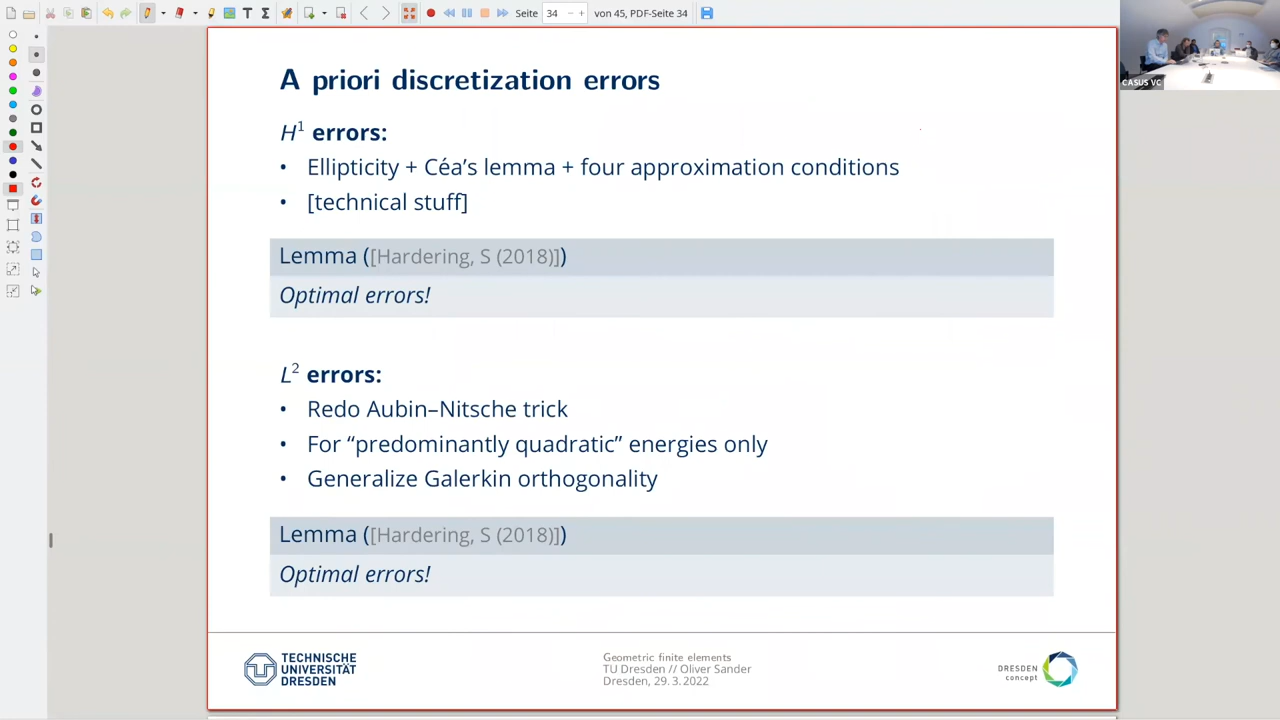 Seite 34 von 45, PDF-Seite 34
CASUS VC
A priori discretization errors
H¹ errors:
• Ellipticity + Céa's lemma + four approximation conditions
• [technical stuff]
Lemma ([Hardering, S (2018)])
Optimal errors!
L² errors:
• Redo Aubin–Nitsche trick
• For “predominantly quadratic” energies only
• Generalize Galerkin orthogonality
Lemma ([Hardering, S (2018)])
Optimal errors!
TECHNISCHE
UNIVERSITÄT
DRESDEN
Geometric finite elements
TU Dresden // Oliver Sander
Dresden, 29. 3. 2022
DRESDEN
concept